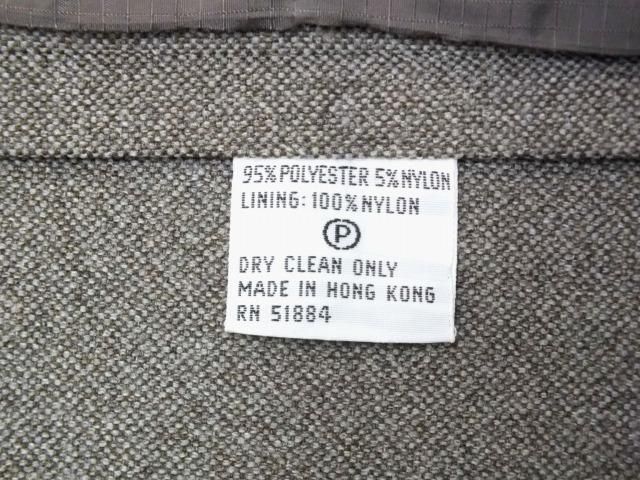 95% POLYESTER 5% NYLON
LINING: 100% NYLON
P
DRY CLEAN ONLY
MADE IN HONG KONG
RN 51884